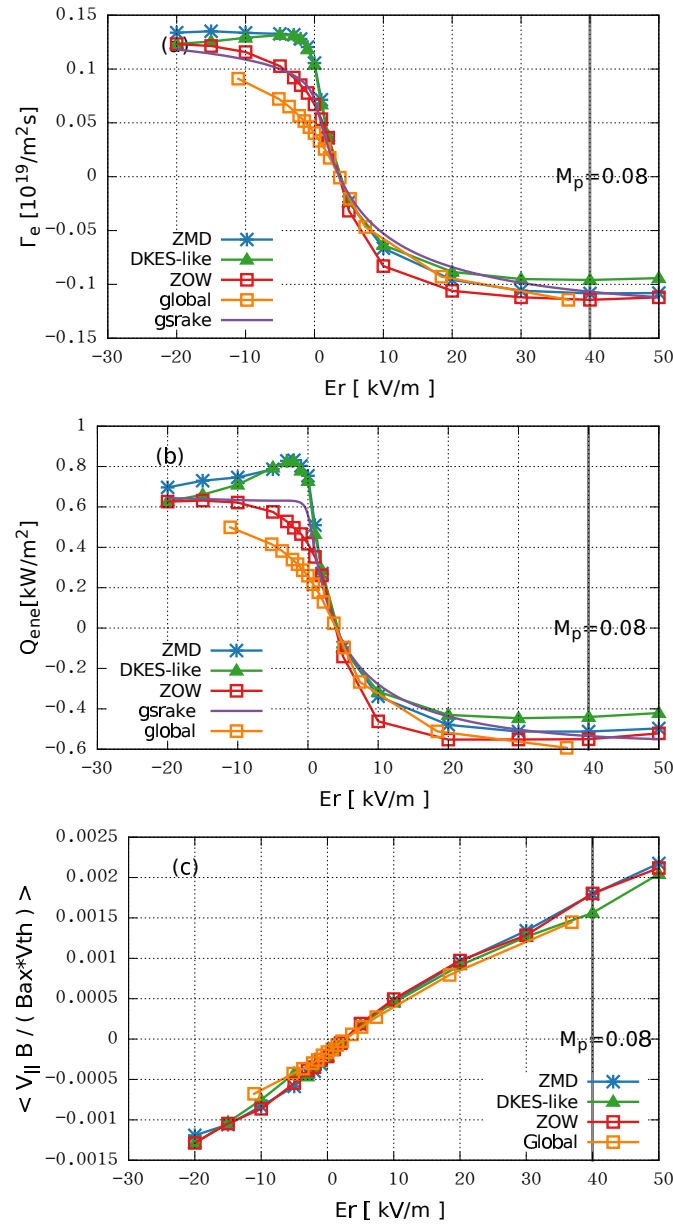 0.15
0.1
0.05
0
−0.05
−0.1
−0.15
Γe [10^19/m^2s]
Mp=0.08
ZMD
DKES-like
ZOW
global
gsrake
−30 −20 −10 0 10 20 30 40 50
Er [ kV/m ]
(b)
1
0.8
0.6
0.4
0.2
0
−0.2
−0.4
−0.6
Qene[kW/m^2]
Mp=0.08
ZMD
DKES-like
ZOW
gsrake
global
−30 −20 −10 0 10 20 30 40 50
Er [ kV/m ]
(c)
0.0025
0.002
0.0015
0.001
0.0005
0
−0.0005
−0.001
−0.0015
< V|| B / ( Bax*Vth ) >
Mp=0.08
ZMD
DKES-like
ZOW
Global
−30 −20 −10 0 10 20 30 40 50
Er [ kV/m ]